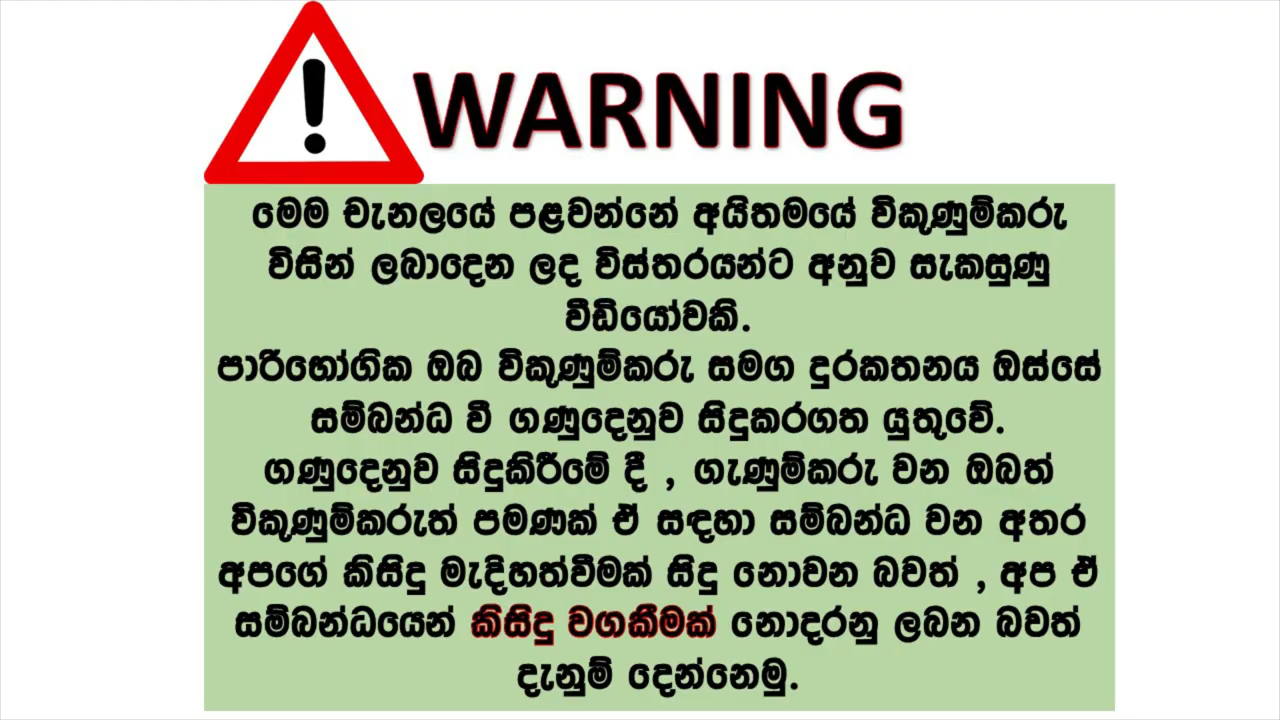 WARNING
මෙම චැනලයේ පළවන්නේ අයිතමයේ විකුණුම්කරු
විසින් ලබාදෙන ලද විස්තරයන්ට අනුව සැකසුණු
වීඩියෝවකි.
පාරිභෝගික ඔබ විකුණුම්කරු සමග දුරකතනය ඔස්සේ
සම්බන්ධ වී ගණුදෙනුව සිදුකරගත යුතුවේ.
ගණුදෙනුව සිදුකිරීමේ දී , ගැණුම්කරු වන ඔබත්
විකුණුම්කරුත් පමණක් ඒ සඳහා සම්බන්ධ වන අතර
අපගේ කිසිදු මැදිහත්වීමක් සිදු නොවන බවත් , අප ඒ
සම්බන්ධයෙන් කිසිදු වගකීමක් නොදරනු ලබන බවත්
දැනුම් දෙන්නෙමු.